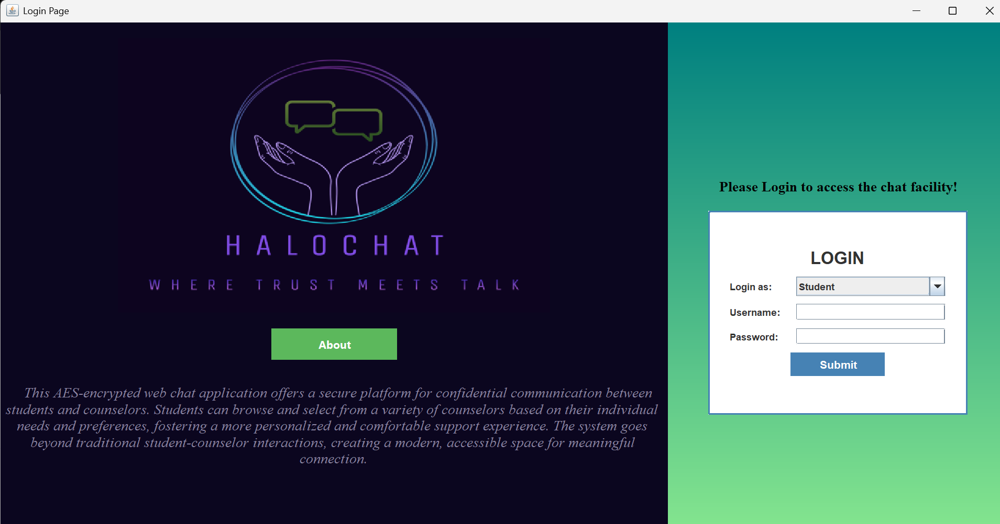 Login Page
HALOCHAT
WHERE TRUST MEETS TALK
About
This AES-encrypted web chat application offers a secure platform for confidential communication between
students and counselors. Students can browse and select from a variety of counselors based on their individual
needs and preferences, fostering a more personalized and comfortable support experience. The system goes
beyond traditional student-counselor interactions, creating a modern, accessible space for meaningful
connection.
Please Login to access the chat facility!
LOGIN
Login as: Student
Username:
Password:
Submit